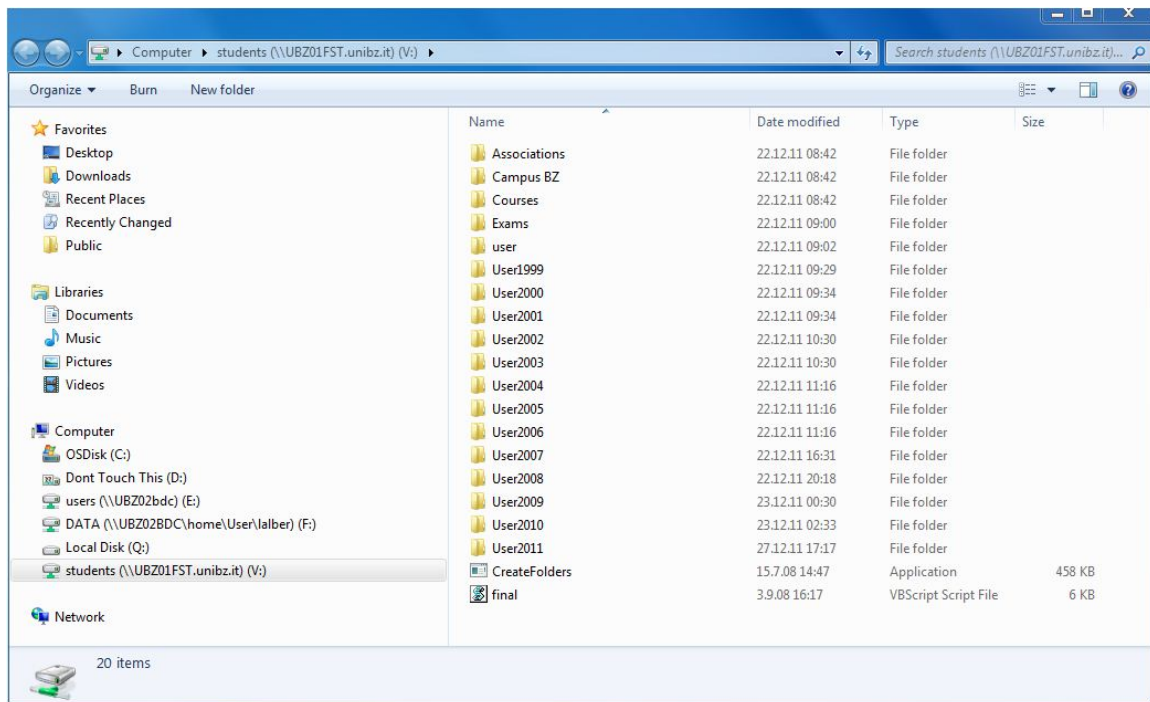 Computer ▸ students (\\UBZ01FST.unibz.it) (V:) ▸
Search students (\\UBZ01FST.unibz.it)...
Organize Burn New folder
Favorites
Desktop
Downloads
Recent Places
Recently Changed
Public
Libraries
Documents
Music
Pictures
Videos
Computer
OSDisk (C:)
Dont Touch This (D:)
users (\\UBZ02bdc) (E:)
DATA (\\UBZ02BDC\home\User\lalber) (F:)
Local Disk (Q:)
students (\\UBZ01FST.unibz.it) (V:)
Network
Name Date modified Type Size
Associations 22.12.11 08:42 File folder
Campus BZ 22.12.11 08:42 File folder
Courses 22.12.11 08:42 File folder
Exams 22.12.11 09:00 File folder
user 22.12.11 09:02 File folder
User1999 22.12.11 09:29 File folder
User2000 22.12.11 09:34 File folder
User2001 22.12.11 09:34 File folder
User2002 22.12.11 10:30 File folder
User2003 22.12.11 10:30 File folder
User2004 22.12.11 11:16 File folder
User2005 22.12.11 11:16 File folder
User2006 22.12.11 11:16 File folder
User2007 22.12.11 16:31 File folder
User2008 22.12.11 20:18 File folder
User2009 23.12.11 00:30 File folder
User2010 23.12.11 02:33 File folder
User2011 27.12.11 17:17 File folder
CreateFolders 15.7.08 14:47 Application 458 KB
final 3.9.08 16:17 VBScript Script File 6 KB
20 items